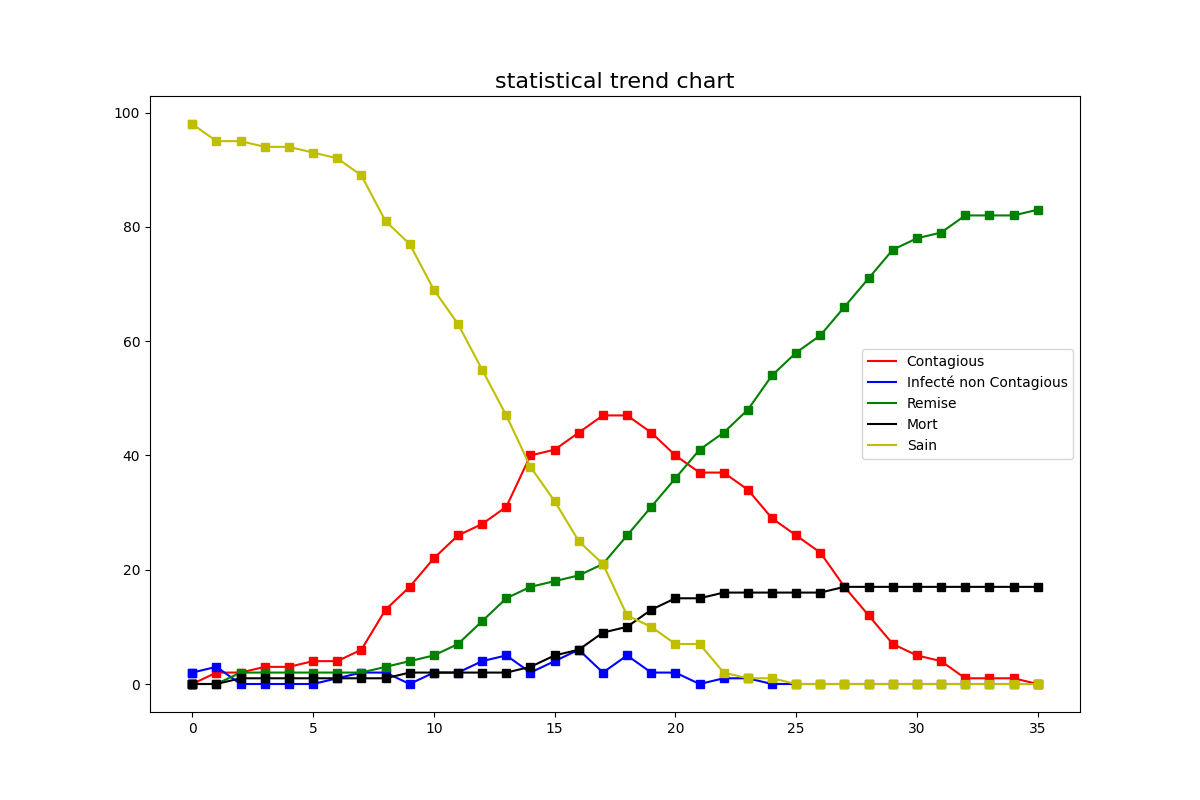 statistical trend chart
100
80
60
40
20
0
Contagious
Infecté non Contagious
Remise
Mort
Sain
0 5 10 15 20 25 30 35